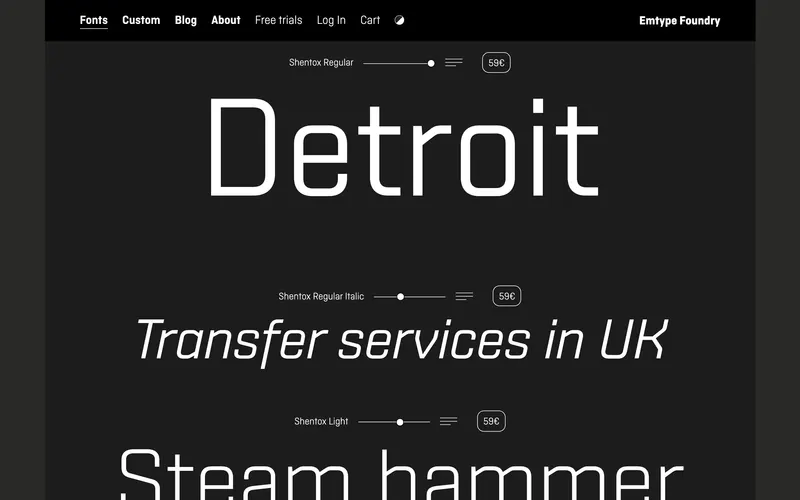 Fonts Custom Blog About Free trials Log In Cart Emtype Foundry
Shentox Regular 59€
Detroit
Shentox Regular Italic 59€
Transfer services in UK
Shentox Light 59€
Steam hammer